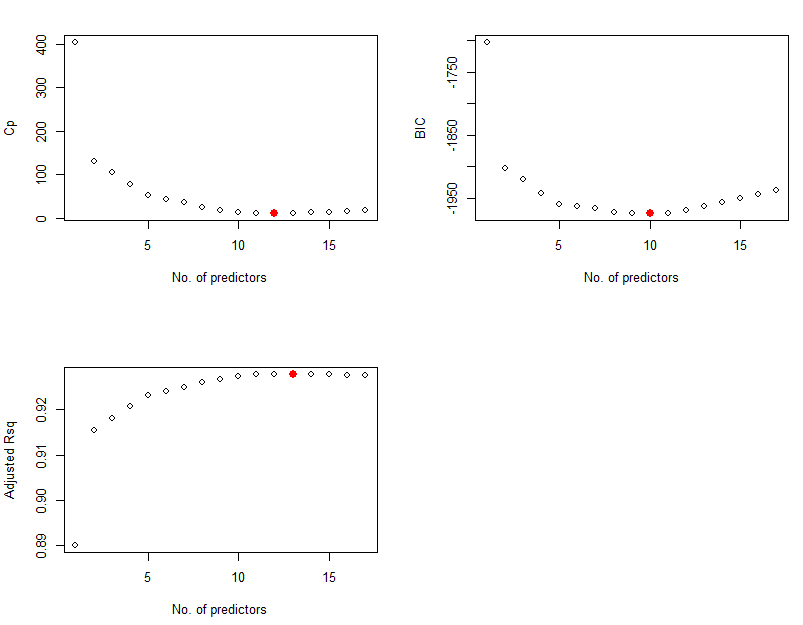 400
300
200
100
0
Cp
5 10 15
No. of predictors
-1750
-1850
-1950
BIC
5 10 15
No. of predictors
0.92
0.91
0.90
0.89
Adjusted Rsq
5 10 15
No. of predictors